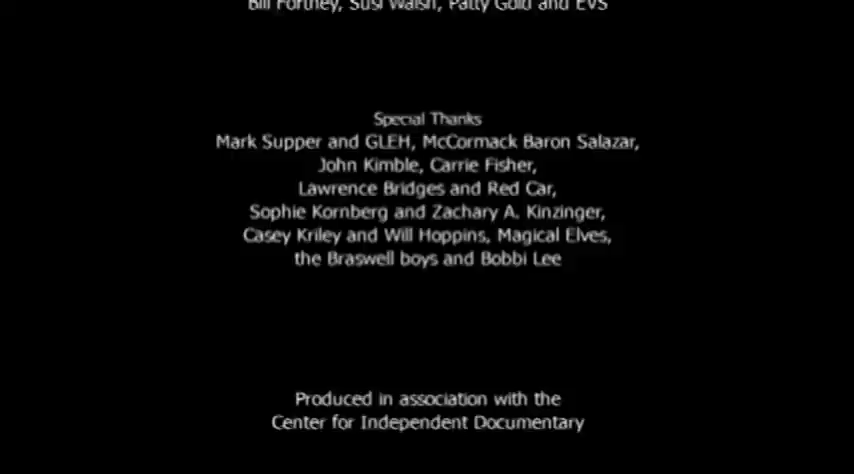 Bill Fortney, Susi Walsh, Patty Gold and EVS
Special Thanks
Mark Supper and GLEH, McCormack Baron Salazar,
John Kimble, Carrie Fisher,
Lawrence Bridges and Red Car,
Sophie Kornberg and Zachary A. Kinzinger,
Casey Kriley and Will Hoppins, Magical Elves,
the Braswell boys and Bobbi Lee
Produced in association with the
Center for Independent Documentary